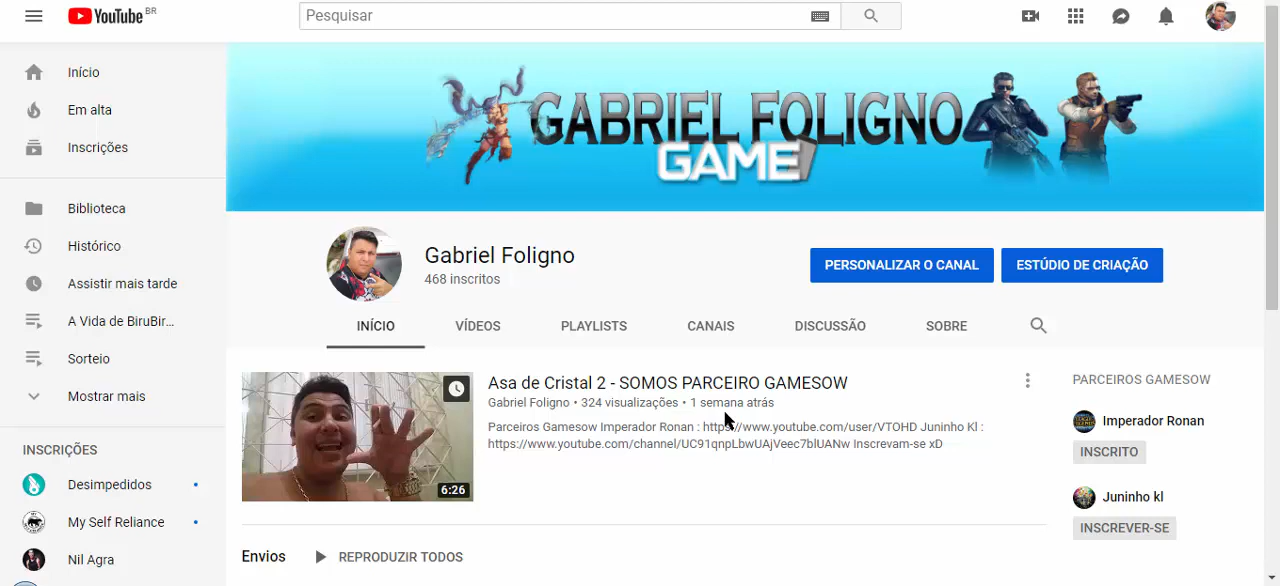 YouTube BR
Pesquisar
Início
Em alta
Inscrições
Biblioteca
Histórico
Assistir mais tarde
A Vida de BiruBir...
Sorteio
Mostrar mais
INSCRIÇÕES
Desimpedidos
My Self Reliance
Nil Agra
GABRIEL FOLIGNO
GAME
Gabriel Foligno
468 inscritos
PERSONALIZAR O CANAL
ESTÚDIO DE CRIAÇÃO
INÍCIO
VÍDEOS
PLAYLISTS
CANAIS
DISCUSSÃO
SOBRE
6:26
Asa de Cristal 2 - SOMOS PARCEIRO GAMESOW
Gabriel Foligno • 324 visualizações • 1 semana atrás
Parceiros Gamesow Imperador Ronan : https://www.youtube.com/user/VTOHD Juninho Kl :
https://www.youtube.com/channel/UC91qnpLbwUAjVeec7blUANw Inscrevam-se xD
PARCEIROS GAMESOW
Imperador Ronan
INSCRITO
Juninho kl
INSCREVER-SE
Envios
REPRODUZIR TODOS